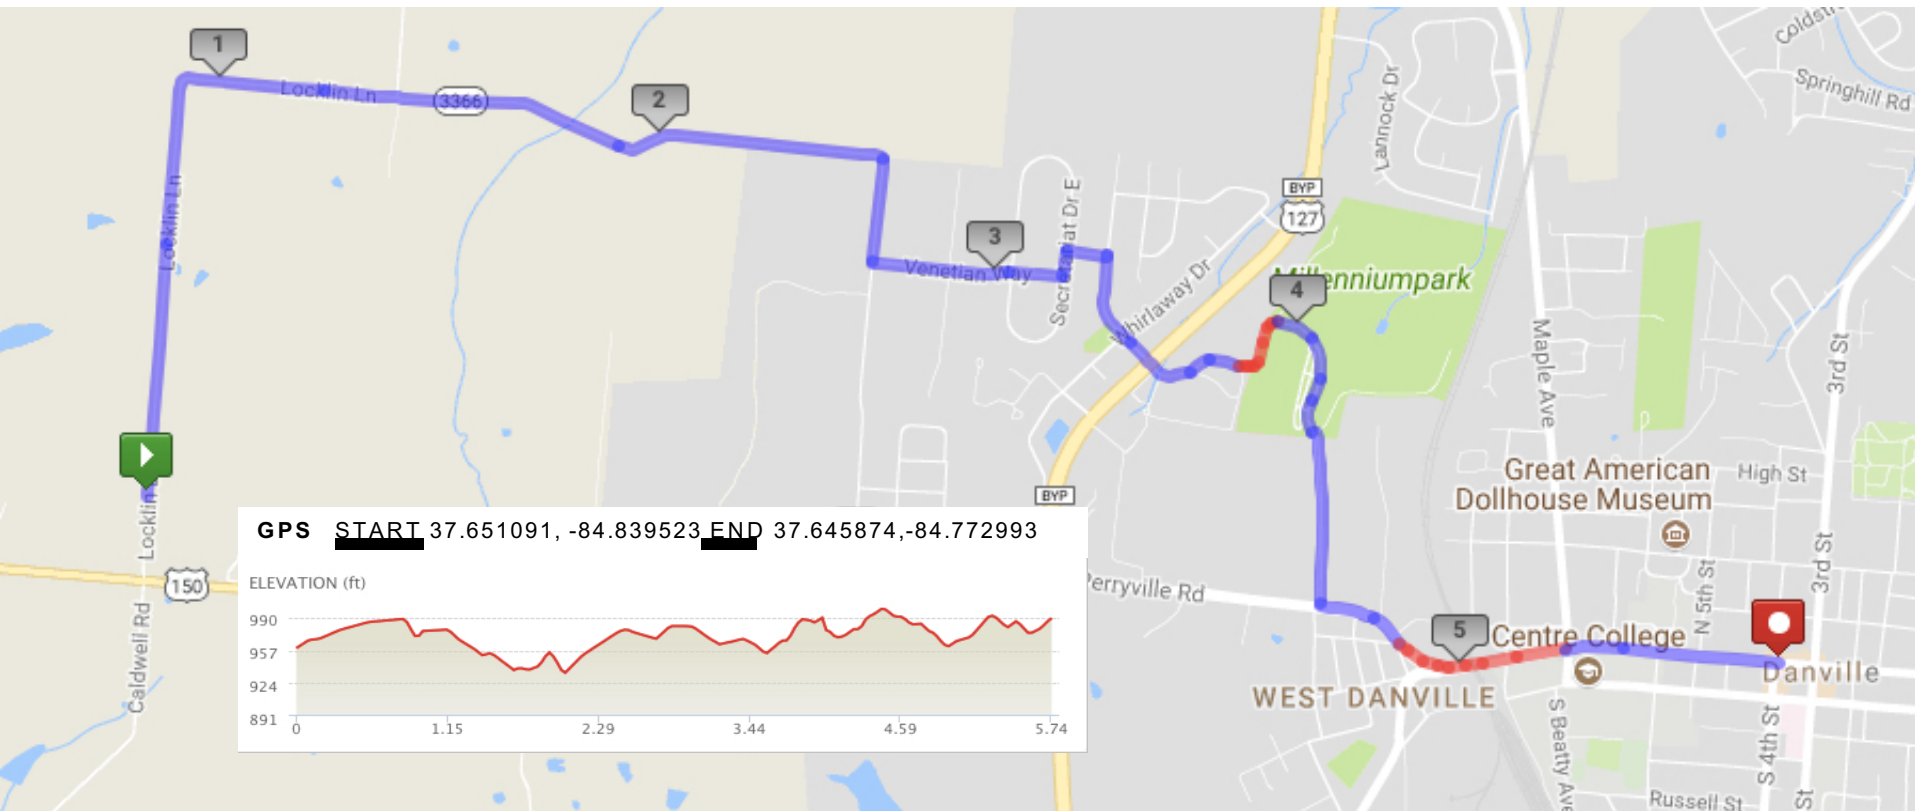 1
Locklin Ln
3366
2
Locklin Ln
3
Secretariat Dr E
Venetian Way
Whirlaway Dr
BYP
127
Lannock Dr
Coldstr
Springhill Rd
Millenniumpark
4
Maple Ave
3rd St
Great American
Dollhouse Museum
High St
N 5th St
3rd St
BYP
Locklin
150
Caldwell Rd
GPS START 37.651091, -84.839523 END 37.645874,-84.772993
ELEVATION (ft)
990
957
924
891
0 1.15 2.29 3.44 4.59 5.74
Perryville Rd
5
Centre College
Danville
WEST DANVILLE
S Beatty Ave
S 4th St
St
Russell St